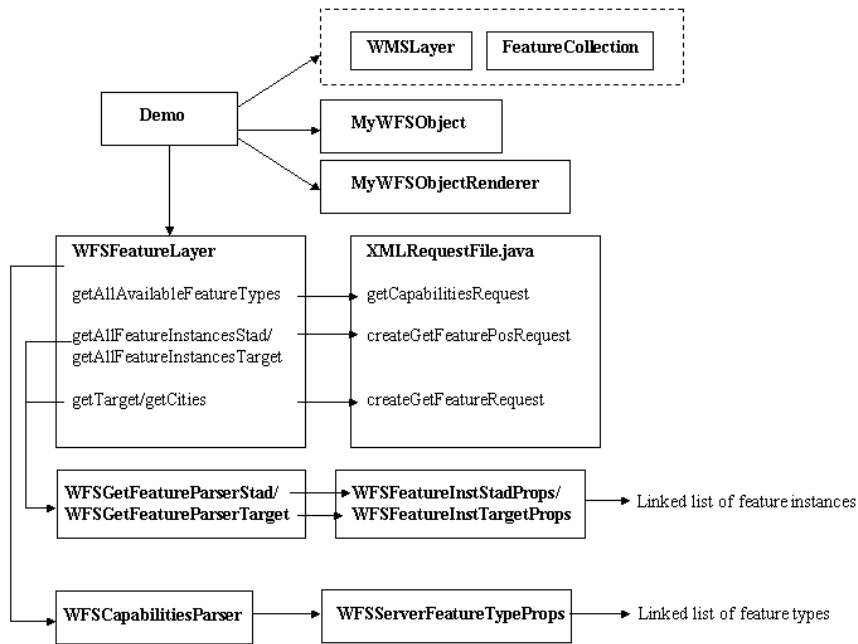 WMSLayer
FeatureCollection
Demo
MyWFSObject
MyWFSObjectRenderer
WFSFeatureLayer
XMLRequestFile.java
getAllAvailableFeatureTypes
getCapabilitiesRequest
getAllFeatureInstancesStad/
getAllFeatureInstancesTarget
createGetFeaturePosRequest
getTarget/getCities
createGetFeatureRequest
WFSGetFeatureParserStad/
WFSGetFeatureParserTarget
WFSFeatureInstStadProps/
WFSFeatureInstTargetProps
Linked list of feature instances
WFSCapabilitiesParser
WFSServerFeatureTypeProps
Linked list of feature types